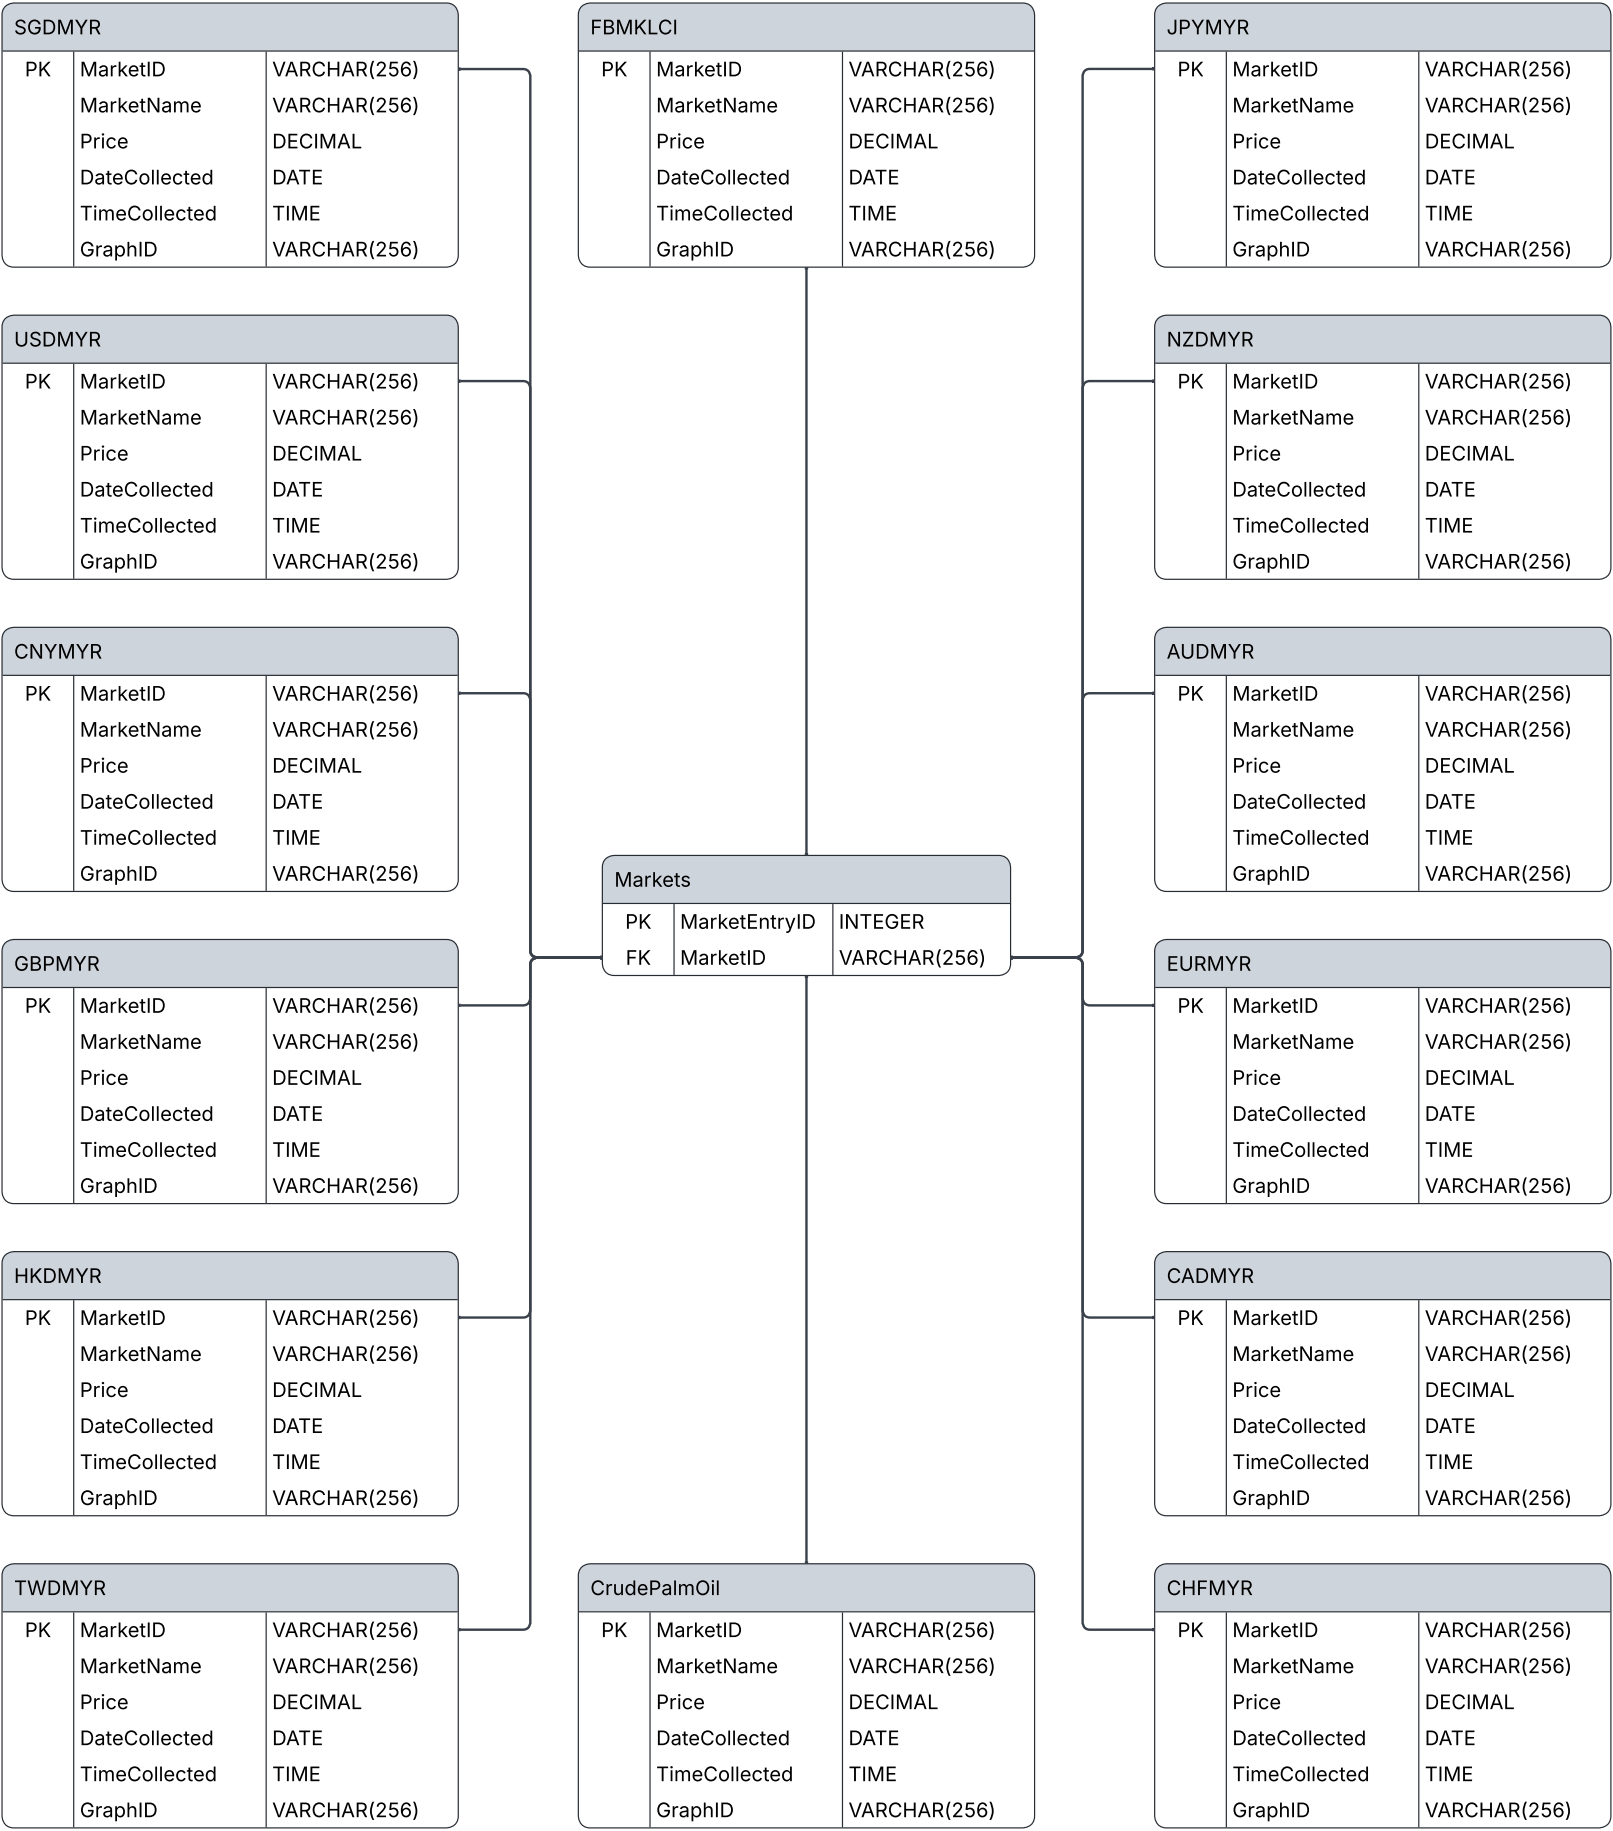 SGDMYR
PK MarketID VARCHAR(256)
MarketName VARCHAR(256)
Price DECIMAL
DateCollected DATE
TimeCollected TIME
GraphID VARCHAR(256)
USDMYR
PK MarketID VARCHAR(256)
MarketName VARCHAR(256)
Price DECIMAL
DateCollected DATE
TimeCollected TIME
GraphID VARCHAR(256)
CNYMYR
PK MarketID VARCHAR(256)
MarketName VARCHAR(256)
Price DECIMAL
DateCollected DATE
TimeCollected TIME
GraphID VARCHAR(256)
GBPMYR
PK MarketID VARCHAR(256)
MarketName VARCHAR(256)
Price DECIMAL
DateCollected DATE
TimeCollected TIME
GraphID VARCHAR(256)
HKDMYR
PK MarketID VARCHAR(256)
MarketName VARCHAR(256)
Price DECIMAL
DateCollected DATE
TimeCollected TIME
GraphID VARCHAR(256)
TWDMYR
PK MarketID VARCHAR(256)
MarketName VARCHAR(256)
Price DECIMAL
DateCollected DATE
TimeCollected TIME
GraphID VARCHAR(256)
FBMKLCI
PK MarketID VARCHAR(256)
MarketName VARCHAR(256)
Price DECIMAL
DateCollected DATE
TimeCollected TIME
GraphID VARCHAR(256)
Markets
PK MarketEntryID INTEGER
FK MarketID VARCHAR(256)
CrudePalmOil
PK MarketID VARCHAR(256)
MarketName VARCHAR(256)
Price DECIMAL
DateCollected DATE
TimeCollected TIME
GraphID VARCHAR(256)
JPYMYR
PK MarketID VARCHAR(256)
MarketName VARCHAR(256)
Price DECIMAL
DateCollected DATE
TimeCollected TIME
GraphID VARCHAR(256)
NZDMYR
PK MarketID VARCHAR(256)
MarketName VARCHAR(256)
Price DECIMAL
DateCollected DATE
TimeCollected TIME
GraphID VARCHAR(256)
AUDMYR
PK MarketID VARCHAR(256)
MarketName VARCHAR(256)
Price DECIMAL
DateCollected DATE
TimeCollected TIME
GraphID VARCHAR(256)
EURMYR
PK MarketID VARCHAR(256)
MarketName VARCHAR(256)
Price DECIMAL
DateCollected DATE
TimeCollected TIME
GraphID VARCHAR(256)
CADMYR
PK MarketID VARCHAR(256)
MarketName VARCHAR(256)
Price DECIMAL
DateCollected DATE
TimeCollected TIME
GraphID VARCHAR(256)
CHFMYR
PK MarketID VARCHAR(256)
MarketName VARCHAR(256)
Price DECIMAL
DateCollected DATE
TimeCollected TIME
GraphID VARCHAR(256)